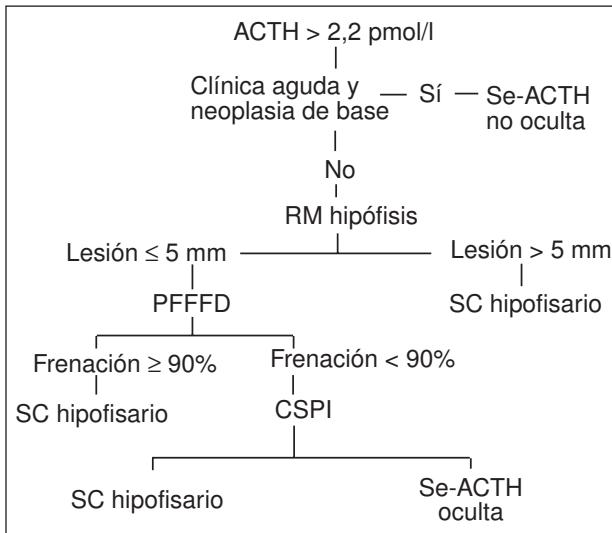 ACTH > 2,2 pmol/l
Clínica aguda y
neoplasia de base
Sí
Se-ACTH
no oculta
No
RM hipófisis
Lesión ≤ 5 mm
Lesión > 5 mm
PFFFD
SC hipofisario
Frenación ≥ 90%
Frenación < 90%
SC hipofisario
CSPI
SC hipofisario
Se-ACTH
oculta